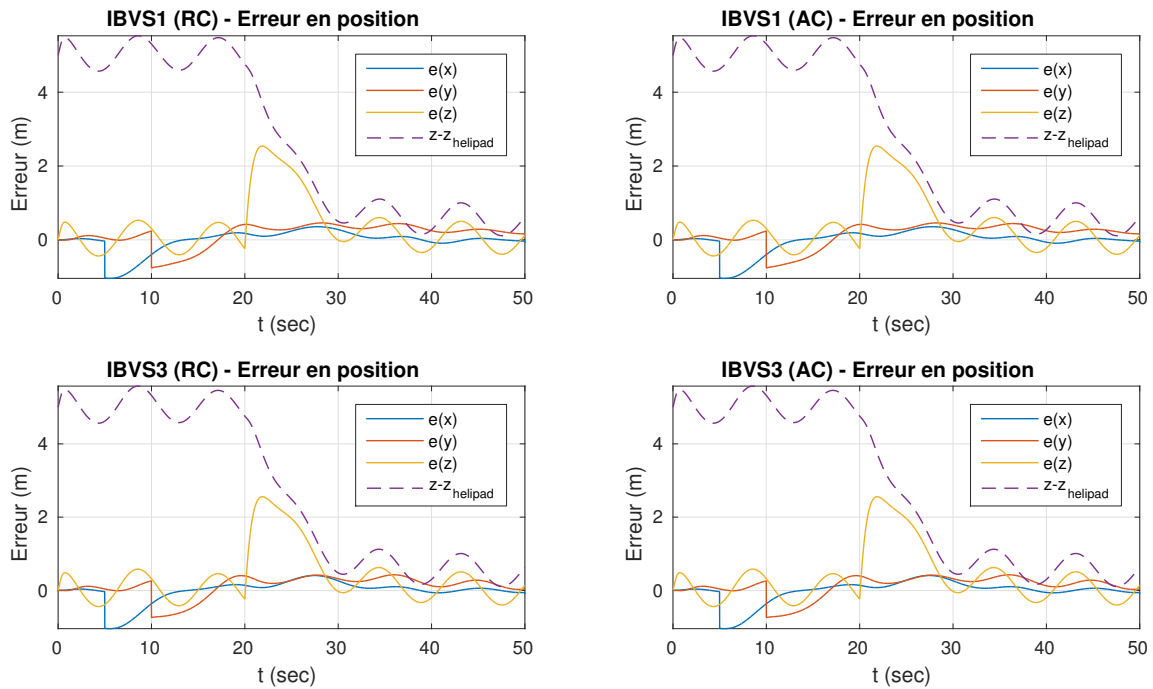 IBVS1 (RC) - Erreur en position
Erreur (m)
4
2
0
e(x)
e(y)
e(z)
z-z_helipad
0 10 20 30 40 50
t (sec)
IBVS1 (AC) - Erreur en position
Erreur (m)
4
2
0
e(x)
e(y)
e(z)
z-z_helipad
0 10 20 30 40 50
t (sec)
IBVS3 (RC) - Erreur en position
Erreur (m)
4
2
0
e(x)
e(y)
e(z)
z-z_helipad
0 10 20 30 40 50
t (sec)
IBVS3 (AC) - Erreur en position
Erreur (m)
4
2
0
e(x)
e(y)
e(z)
z-z_helipad
0 10 20 30 40 50
t (sec)